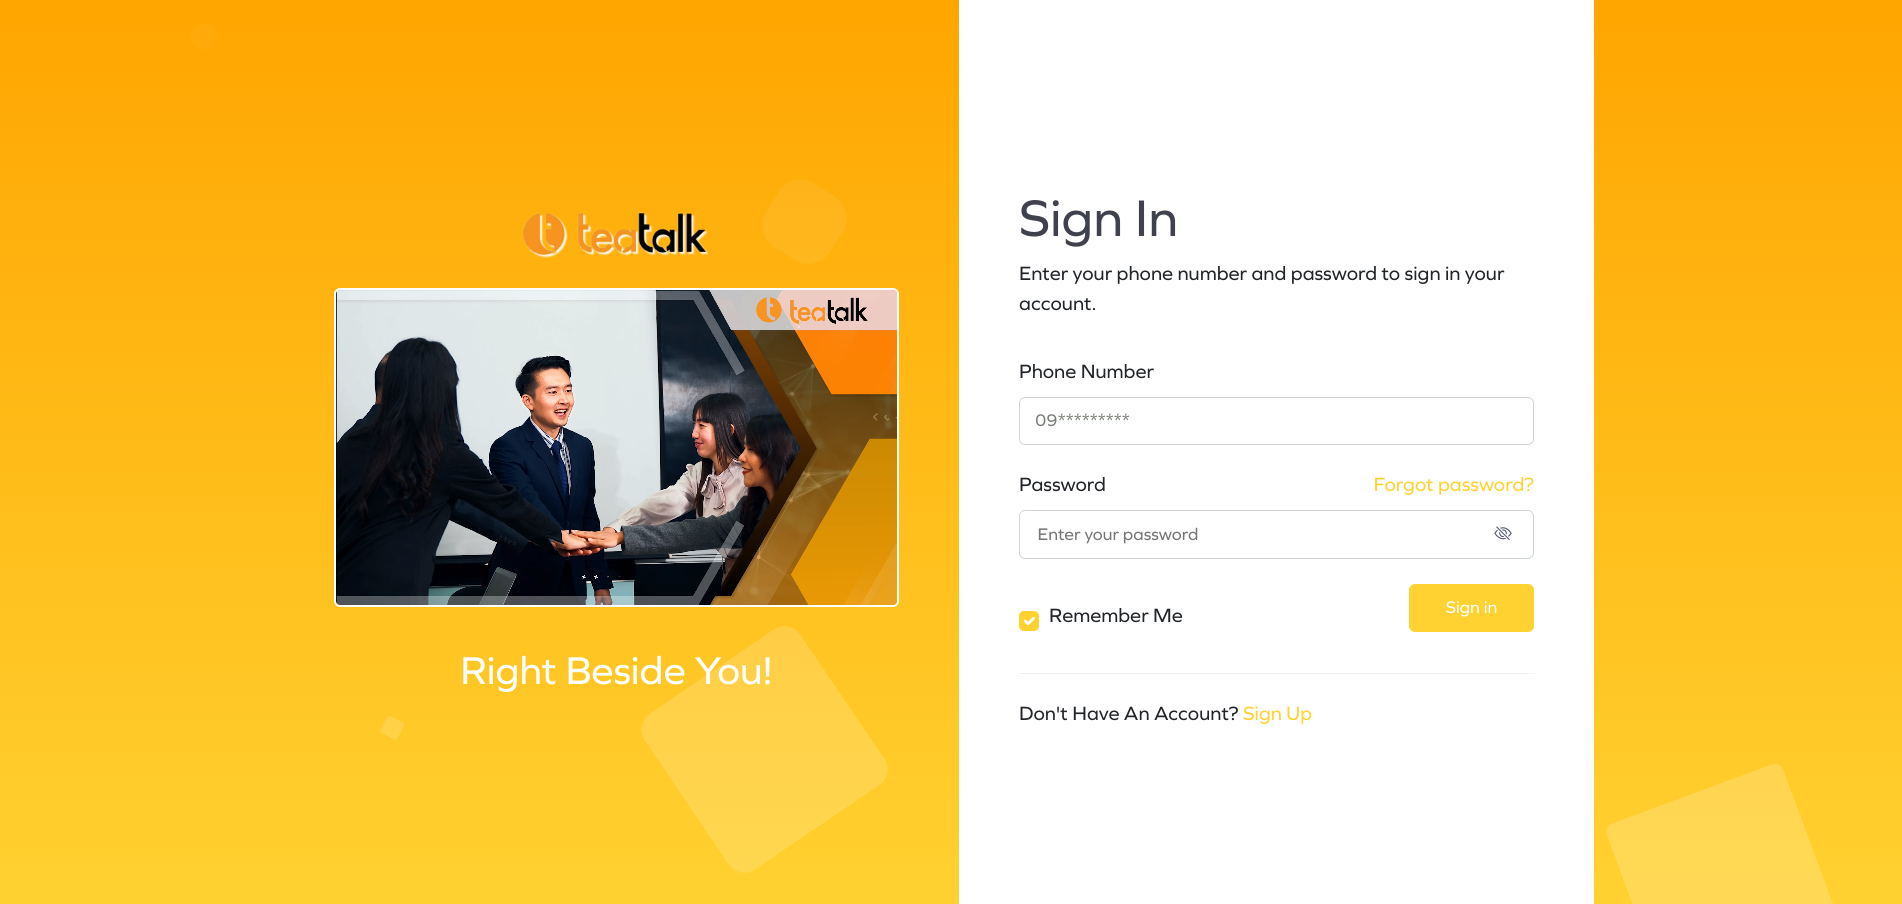 teatalk
teatalk
Right Beside You!
Sign In
Enter your phone number and password to sign in your
account.
Phone Number
09*********
Password
Forgot password?
Enter your password
Remember Me
Sign in
Don't Have An Account? Sign Up